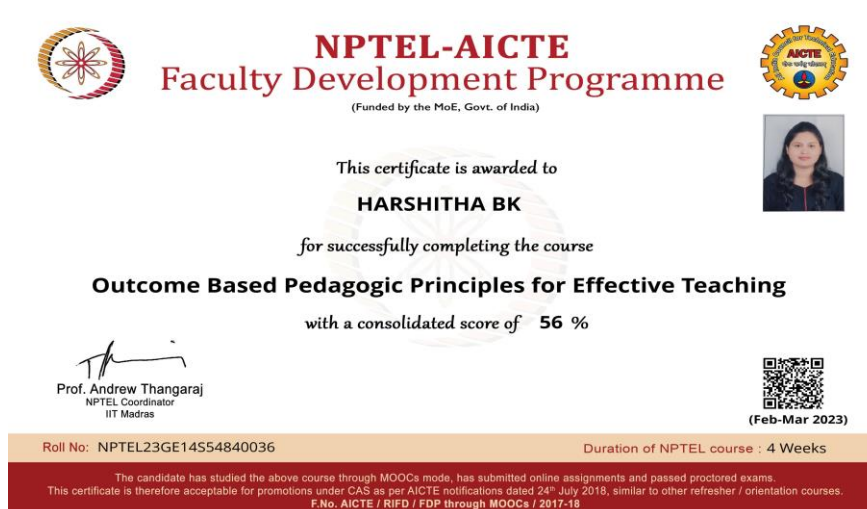 NPTEL-AICTE
Faculty Development Programme
(Funded by the MoE, Govt. of India)
AICTE
This certificate is awarded to
HARSHITHA BK
for successfully completing the course
Outcome Based Pedagogic Principles for Effective Teaching
with a consolidated score of 56 %
Prof. Andrew Thangaraj
NPTEL Coordinator
IIT Madras
(Feb-Mar 2023)
Roll No: NPTEL23GE14S54840036
Duration of NPTEL course : 4 Weeks
The candidate has studied the above course through MOOCs mode, has submitted online assignments and passed proctored exams.
This certificate is therefore acceptable for promotions under CAS as per AICTE notifications dated 24th July 2018, similar to other refresher / orientation courses.
F.No. AICTE / RIFD / FDP through MOOCs / 2017-18